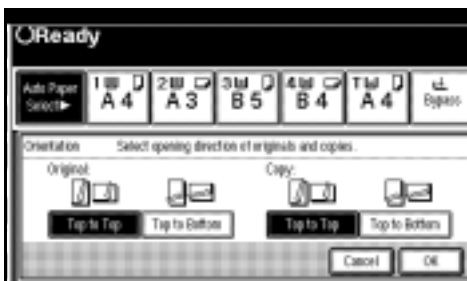 Ready
Auto Paper Select▶ 1 A4 2 A3 3 B5 4 B4 T A4 Bypass
Orientation Select opening direction of originals and copies.
Original: Copy:
Top to Top Top to Bottom Top to Top Top to Bottom
Cancel OK